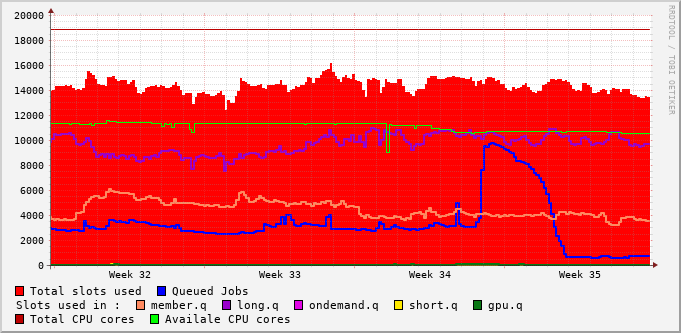 20000
18000
16000
14000
12000
10000
8000
6000
4000
2000
0
Week 32 Week 33 Week 34 Week 35
RRDTOOL / TOBI OETIKER
Total slots used Queued Jobs
Slots used in : member.q long.q ondemand.q short.q gpu.q
Total CPU cores Availale CPU cores